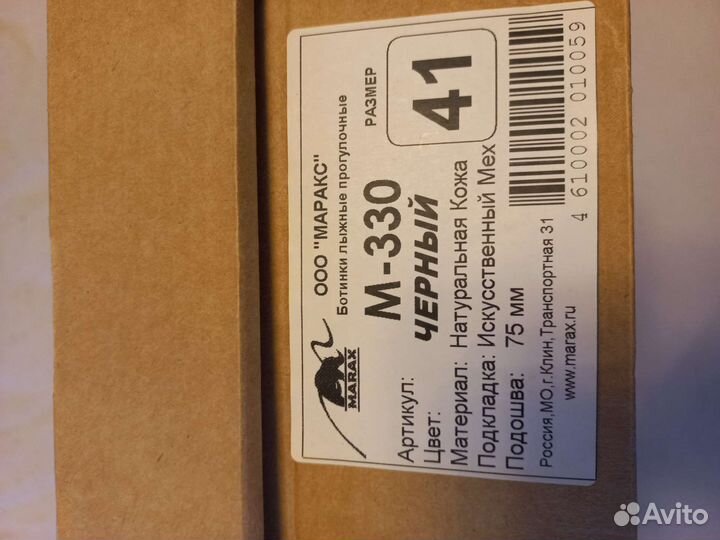 ООО "МАРАКС"
Ботинки лыжные прогулочные
MARAX
РАЗМЕР
41
Артикул: М-330
Цвет: ЧЕРНЫЙ
Материал: Натуральная Кожа
Подкладка: Искусственный Мех
Подошва: 75 мм
Россия,МО,г.Клин,Транспортная 31
www.marax.ru
4 610002 010059
Avito